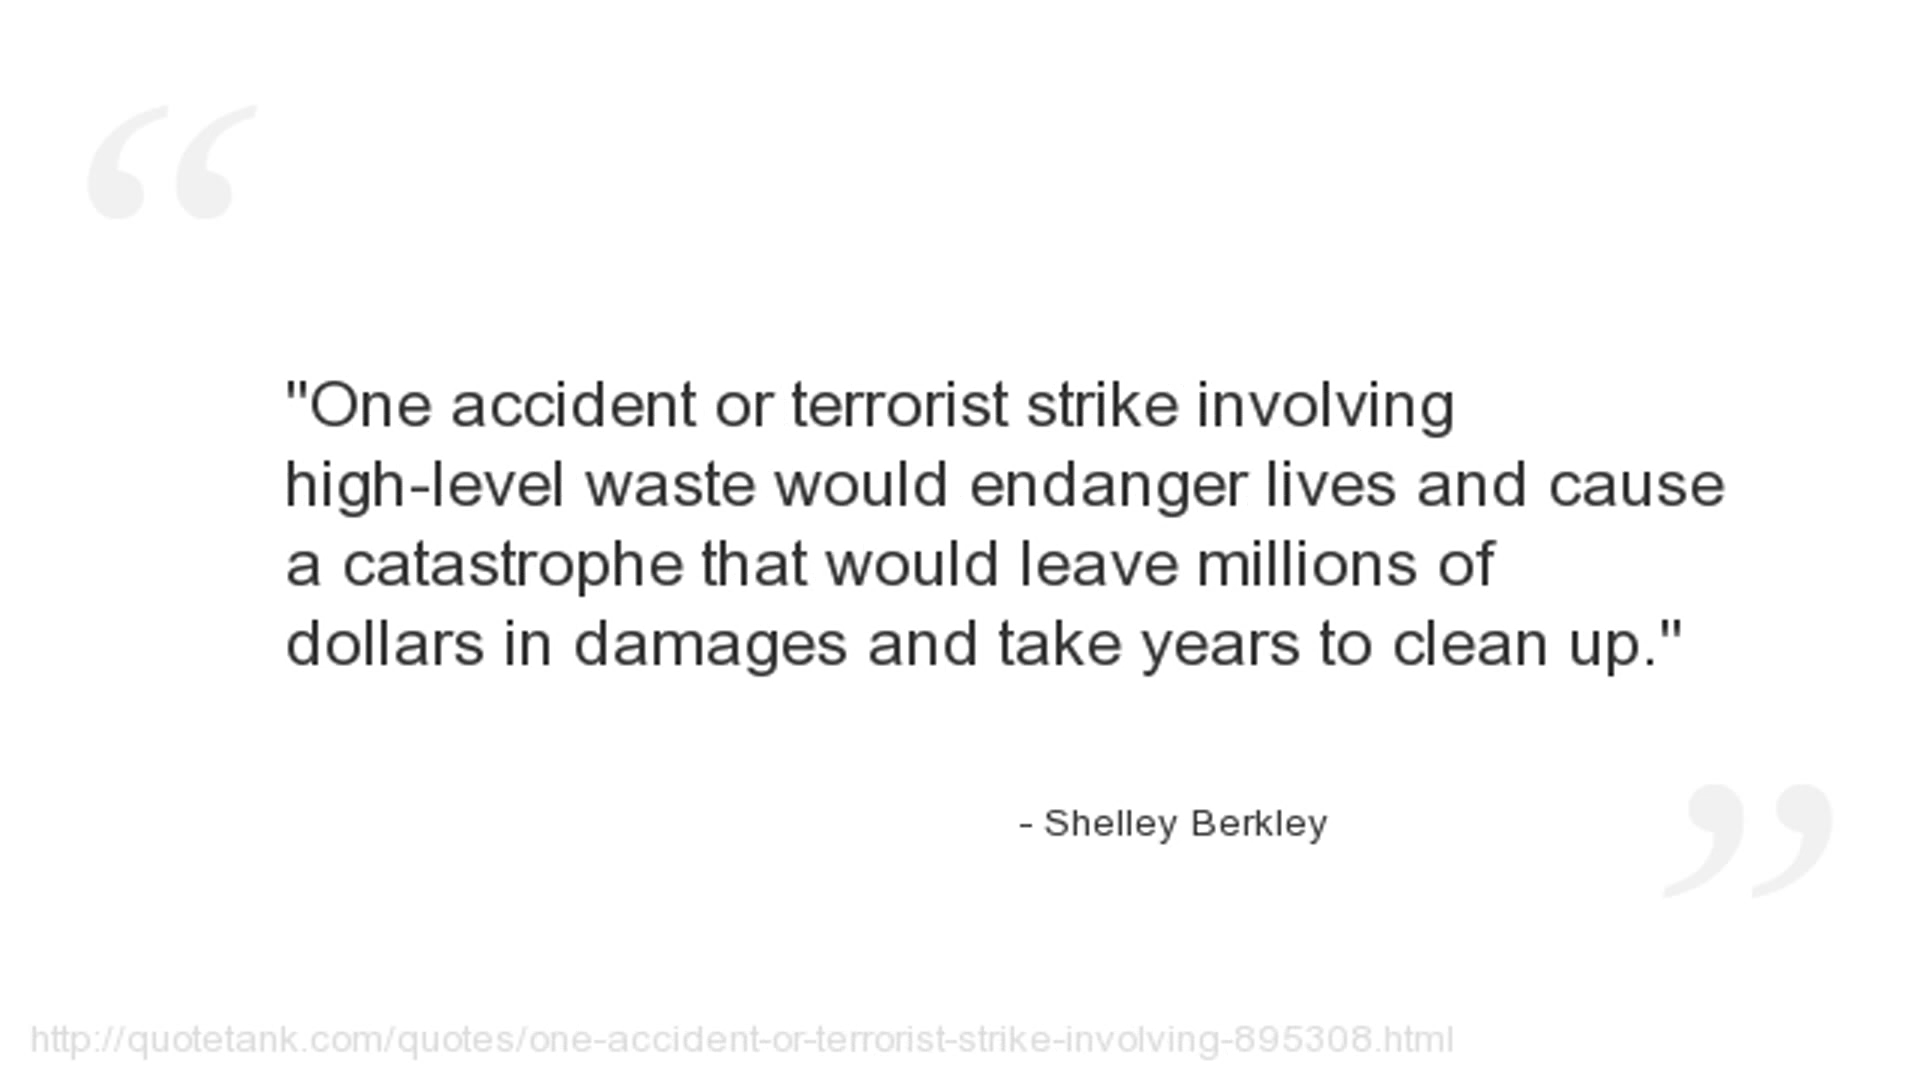 "One accident or terrorist strike involving
high-level waste would endanger lives and cause
a catastrophe that would leave millions of
dollars in damages and take years to clean up."
- Shelley Berkley
http://quotetank.com/quotes/one-accident-or-terrorist-strike-involving-895308.html